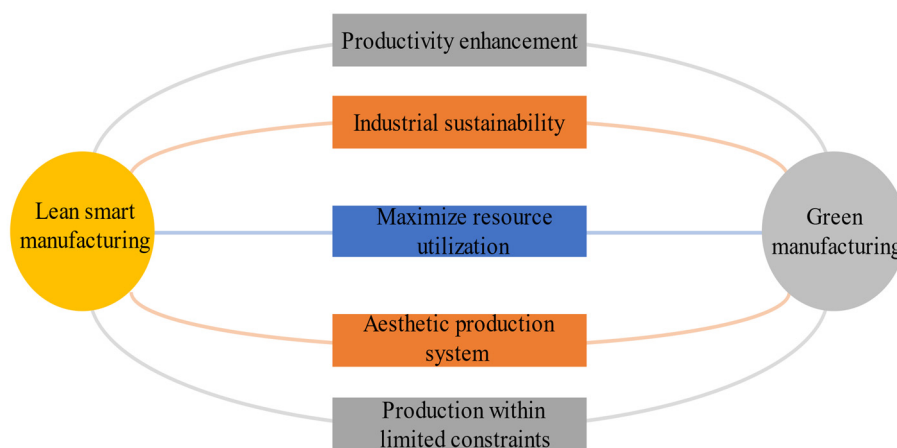 Productivity enhancement
Industrial sustainability
Lean smart
manufacturing
Maximize resource
utilization
Green
manufacturing
Aesthetic production
system
Production within
limited constraints